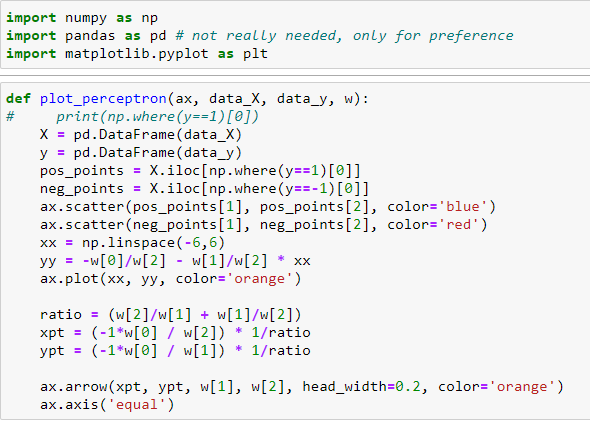 import numpy as np
import pandas as pd # not really needed, only for preference
import matplotlib.pyplot as plt
def plot_perceptron(ax, data_X, data_y, w):
#     print(np.where(y==1)[0])
    X = pd.DataFrame(data_X)
    y = pd.DataFrame(data_y)
    pos_points = X.iloc[np.where(y==1)[0]]
    neg_points = X.iloc[np.where(y==-1)[0]]
    ax.scatter(pos_points[1], pos_points[2], color='blue')
    ax.scatter(neg_points[1], neg_points[2], color='red')
    xx = np.linspace(-6,6)
    yy = -w[0]/w[2] - w[1]/w[2] * xx
    ax.plot(xx, yy, color='orange')
    ratio = (w[2]/w[1] + w[1]/w[2])
    xpt = (-1*w[0] / w[2]) * 1/ratio
    ypt = (-1*w[0] / w[1]) * 1/ratio
    ax.arrow(xpt, ypt, w[1], w[2], head_width=0.2, color='orange')
    ax.axis('equal')